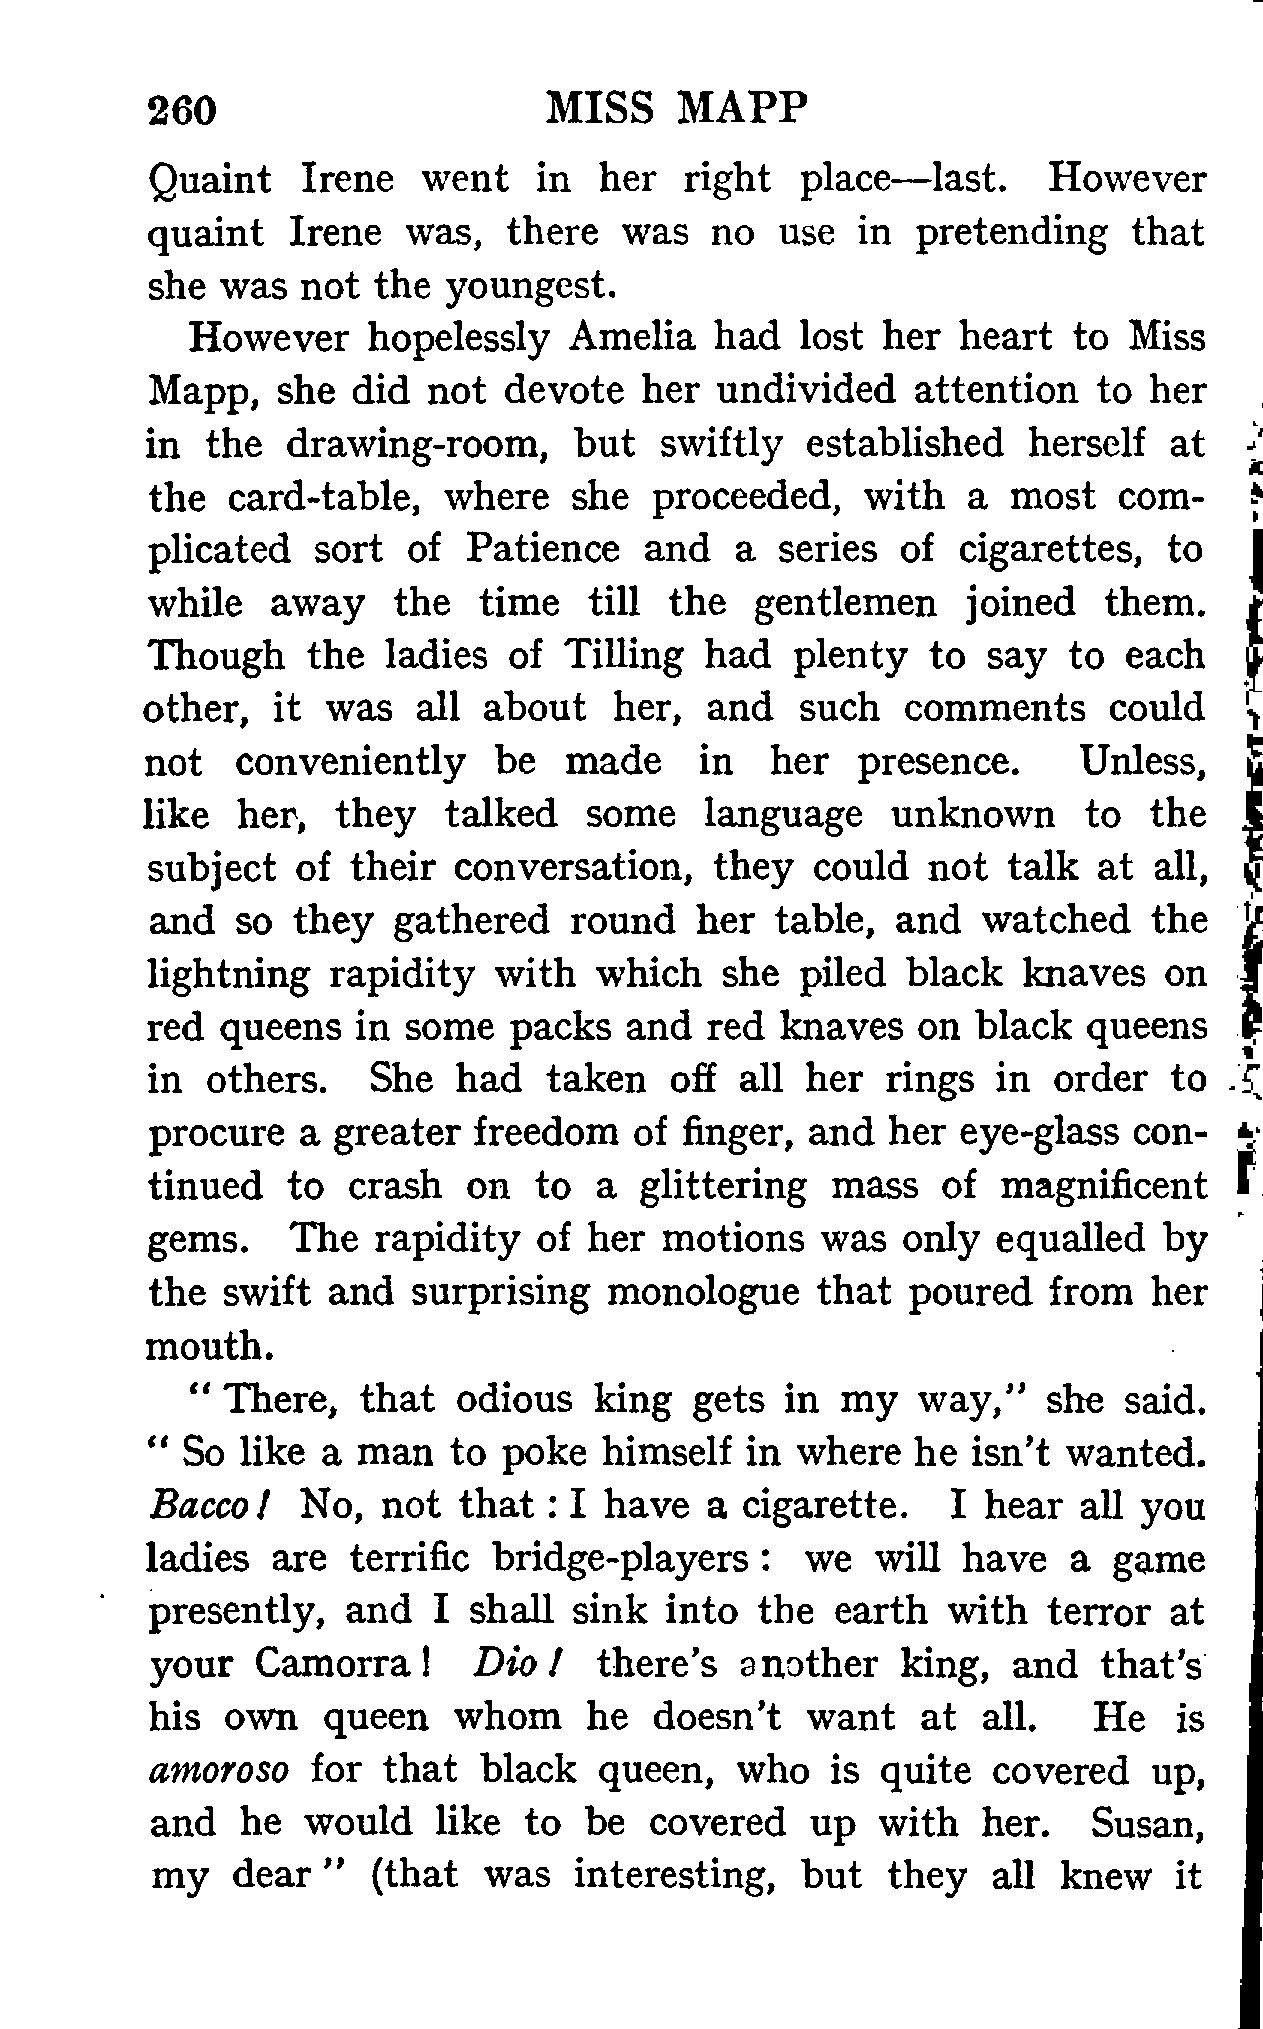 260 MISS MAPP
Quaint Irene went in her right place—last. However
quaint Irene was, there was no use in pretending that
she was not the youngest.
However hopelessly Amelia had lost her heart to Miss
Mapp, she did not devote her undivided attention to her
in the drawing-room, but swiftly established herself at
the card-table, where she proceeded, with a most com-
plicated sort of Patience and a series of cigarettes, to
while away the time till the gentlemen joined them.
Though the ladies of Tilling had plenty to say to each
other, it was all about her, and such comments could
not conveniently be made in her presence. Unless,
like her, they talked some language unknown to the
subject of their conversation, they could not talk at all,
and so they gathered round her table, and watched the
lightning rapidity with which she piled black knaves on
red queens in some packs and red knaves on black queens
in others. She had taken off all her rings in order to
procure a greater freedom of finger, and her eye-glass con-
tinued to crash on to a glittering mass of magnificent
gems. The rapidity of her motions was only equalled by
the swift and surprising monologue that poured from her
mouth.
" There, that odious king gets in my way," she said.
" So like a man to poke himself in where he isn't wanted.
Bacco! No, not that : I have a cigarette. I hear all you
ladies are terrific bridge-players : we will have a game
presently, and I shall sink into the earth with terror at
your Camorra! Dio! there's another king, and that's
his own queen whom he doesn't want at all. He is
amoroso for that black queen, who is quite covered up,
and he would like to be covered up with her. Susan,
my dear " (that was interesting, but they all knew it